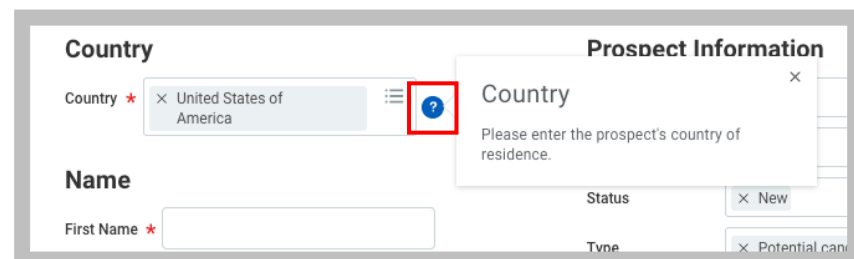 Country
Country * × United States of
America
?
Name
First Name *
Prospect Information
Country
×
Please enter the prospect's country of
residence.
Status × New
Type × Potential can